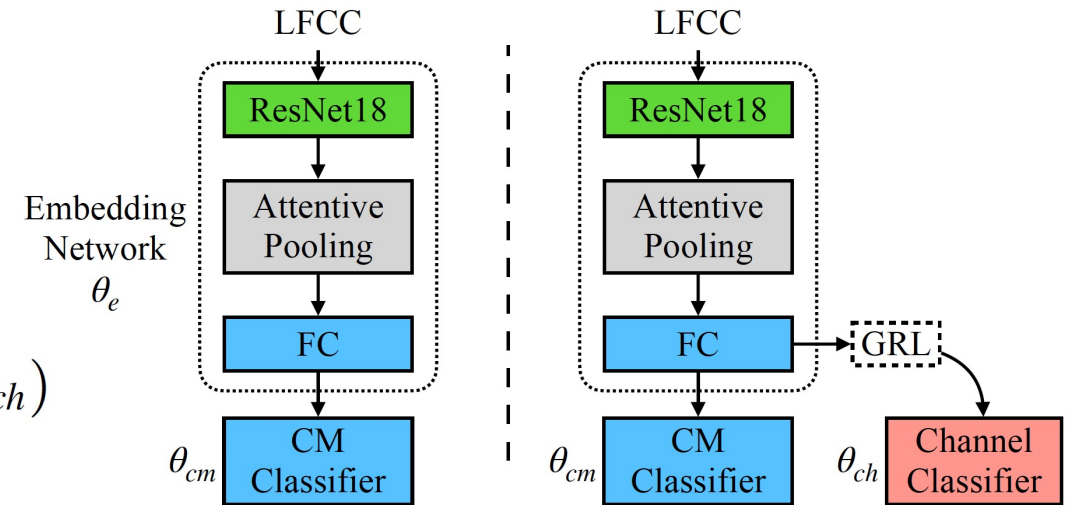 LFCC
ResNet18
Attentive
Pooling
Embedding
Network
θe
FC
CM
Classifier
θcm
ch)
LFCC
ResNet18
Attentive
Pooling
FC
GRL
CM
Classifier
θcm
Channel
Classifier
θch